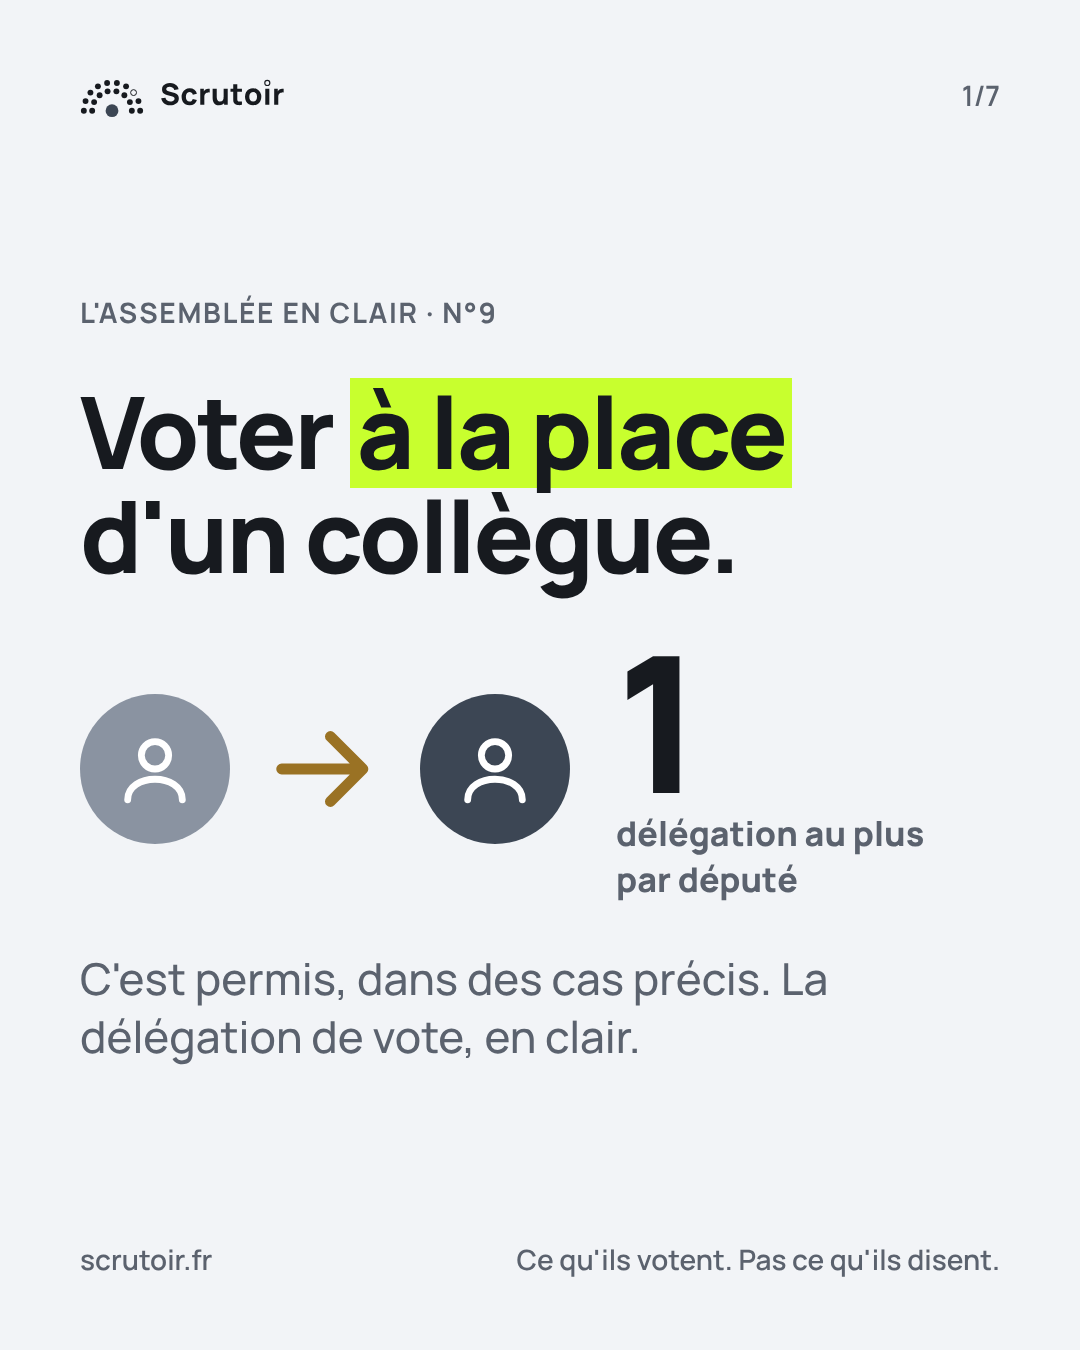 Scrutoir
1/7
L'ASSEMBLÉE EN CLAIR · N°9
Voter à la place
d'un collègue.
1
délégation au plus
par député
C'est permis, dans des cas précis. La
délégation de vote, en clair.
scrutoir.fr
Ce qu'ils votent. Pas ce qu'ils disent.